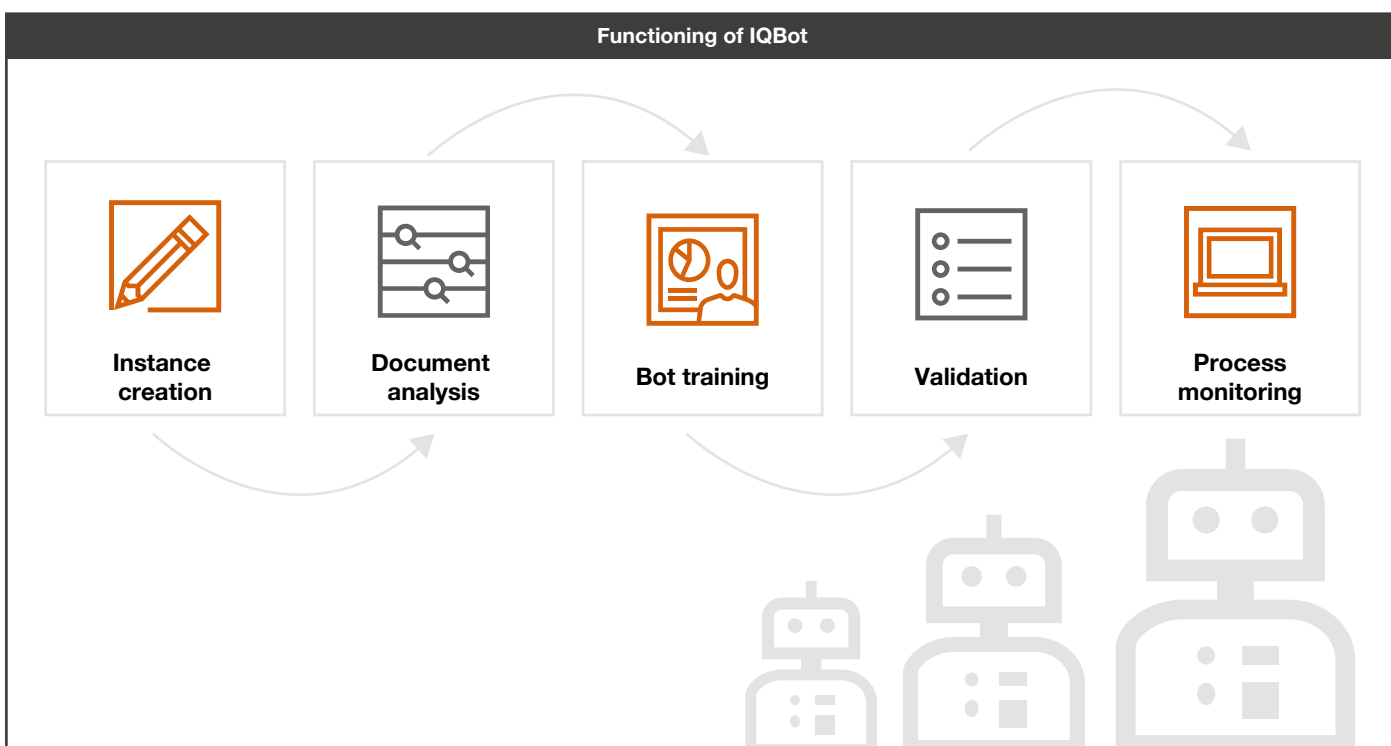 Functioning of IQBot
Instance
creation
Document
analysis
Bot training
Validation
Process
monitoring